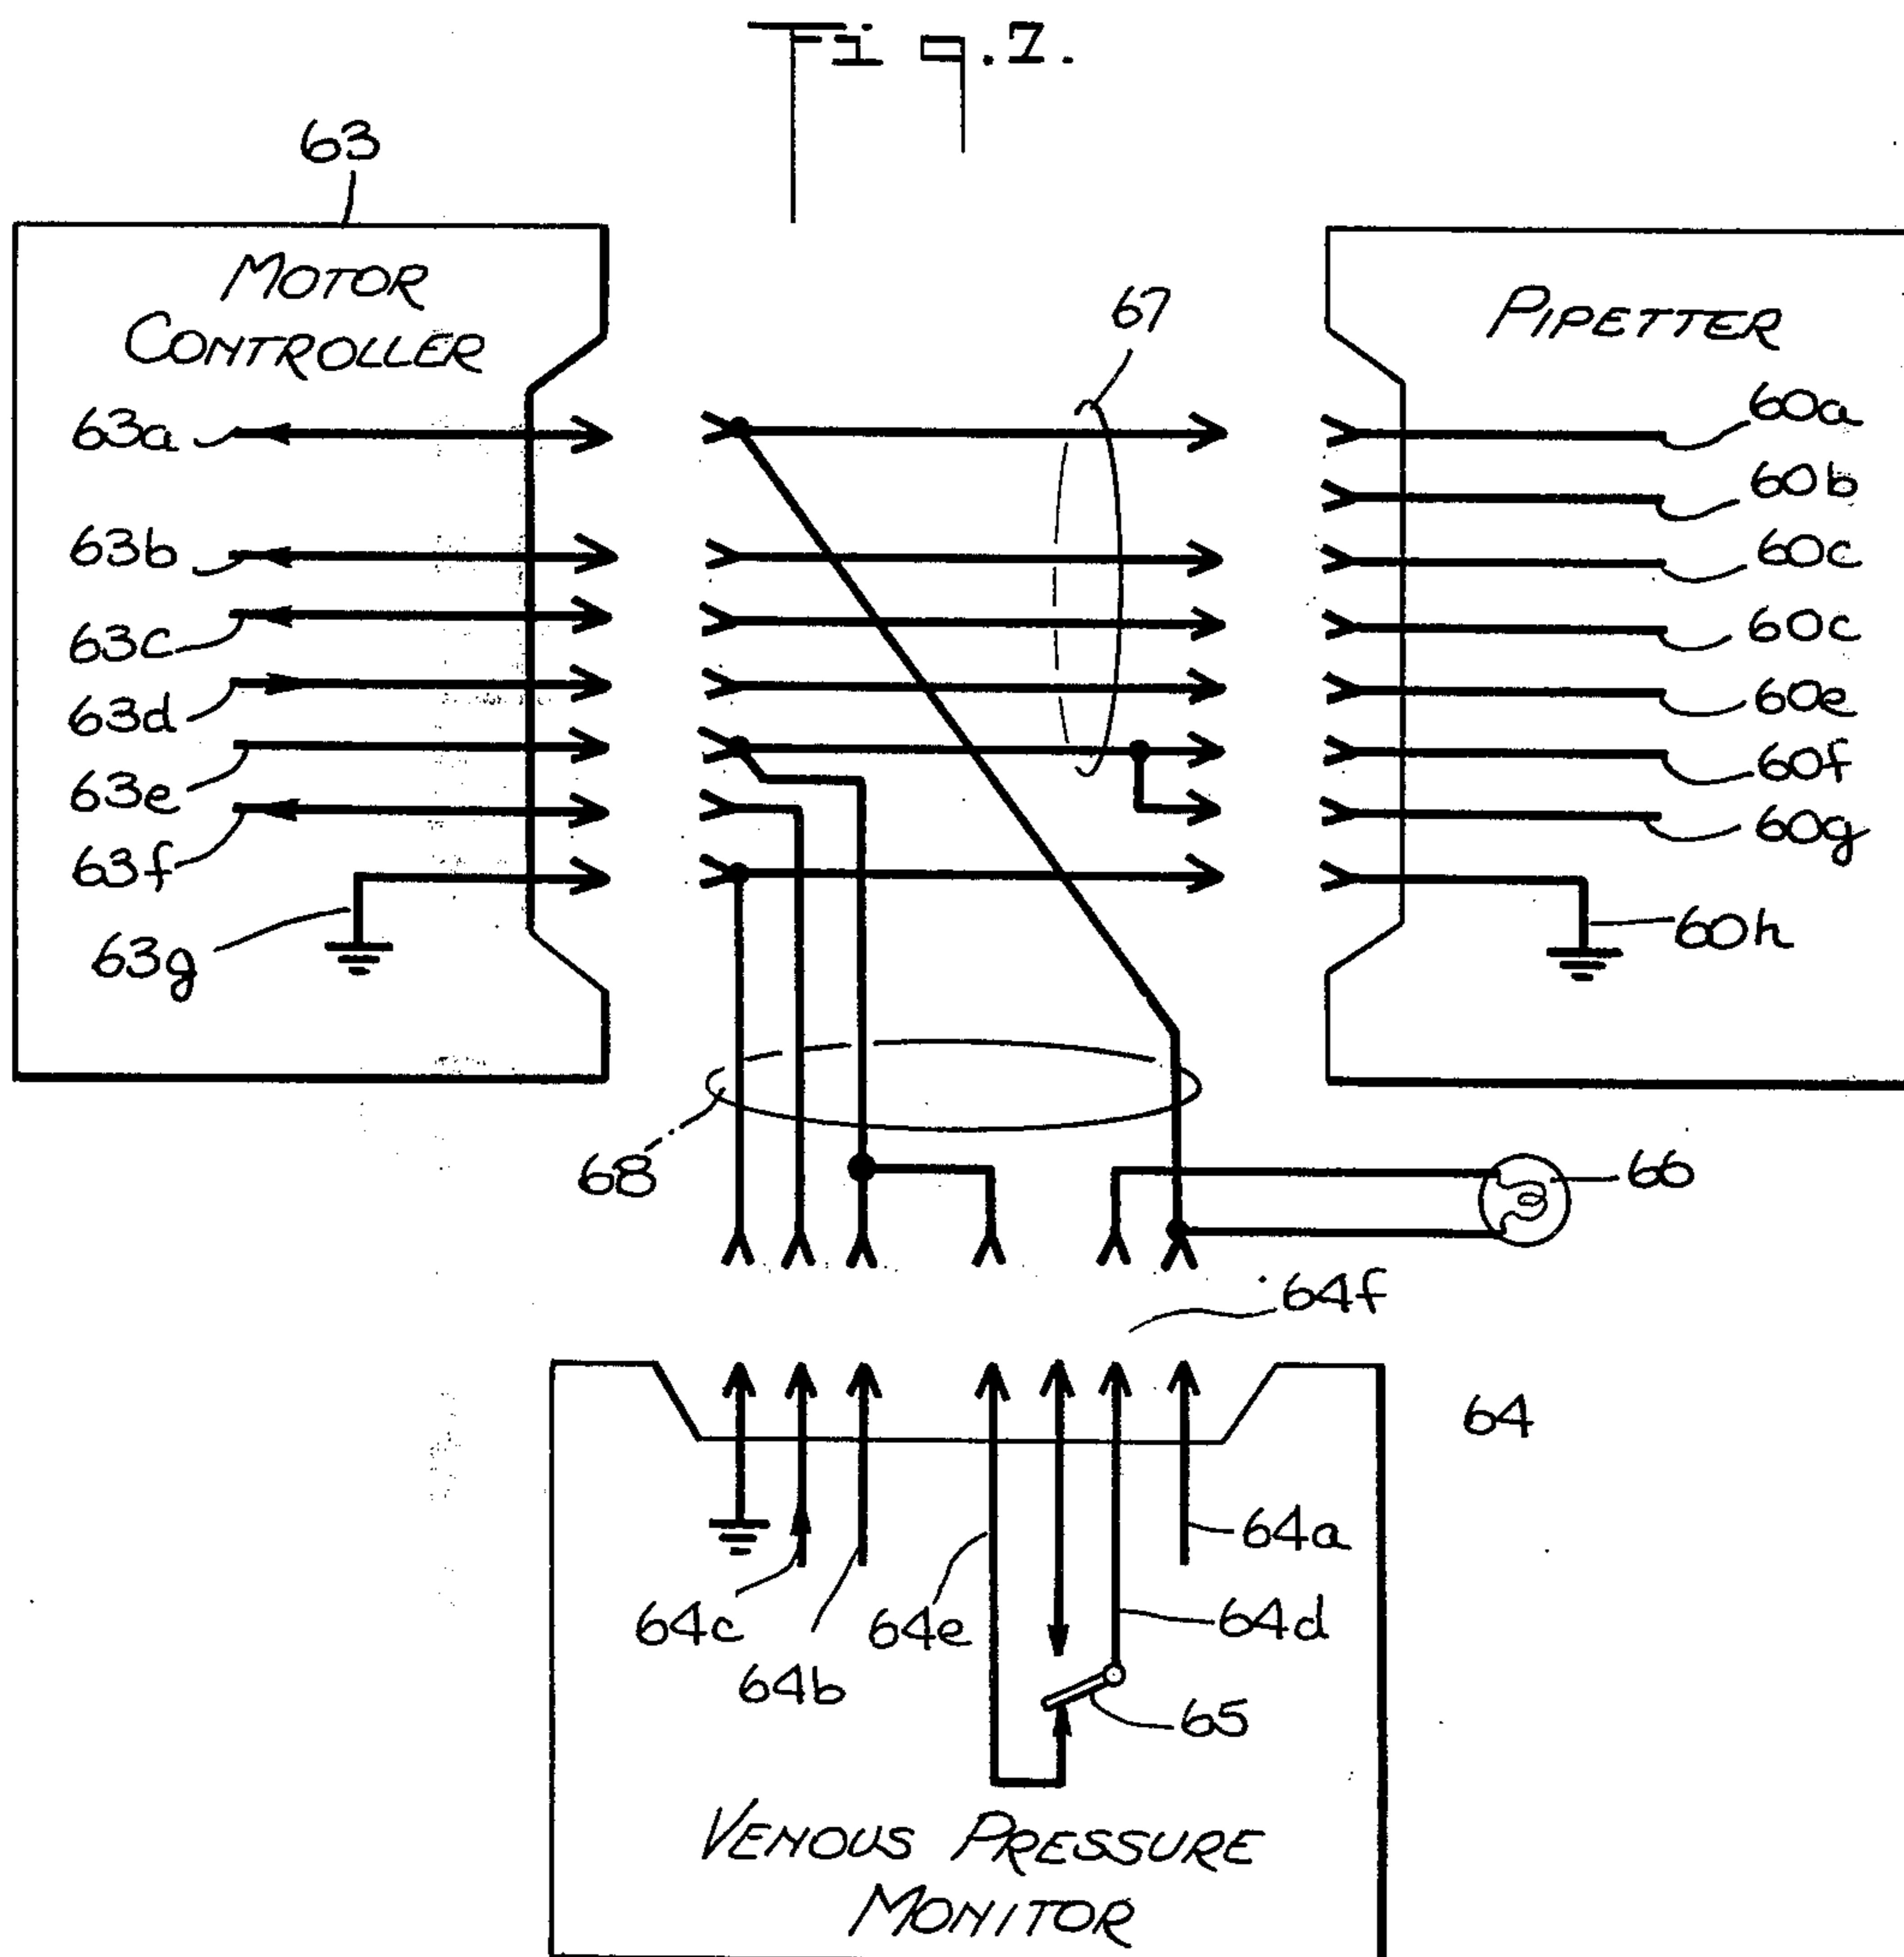 Fig.7.
63
MOTOR
CONTROLLER
63a
63b
63c
63d
63e
63f
63g
67
PIPETTER
60a
60b
60c
60c
60e
60f
60g
60h
68
66
64f
64
64c
64b
64e
64d
64a
65
VENOUS PRESSURE
MONITOR